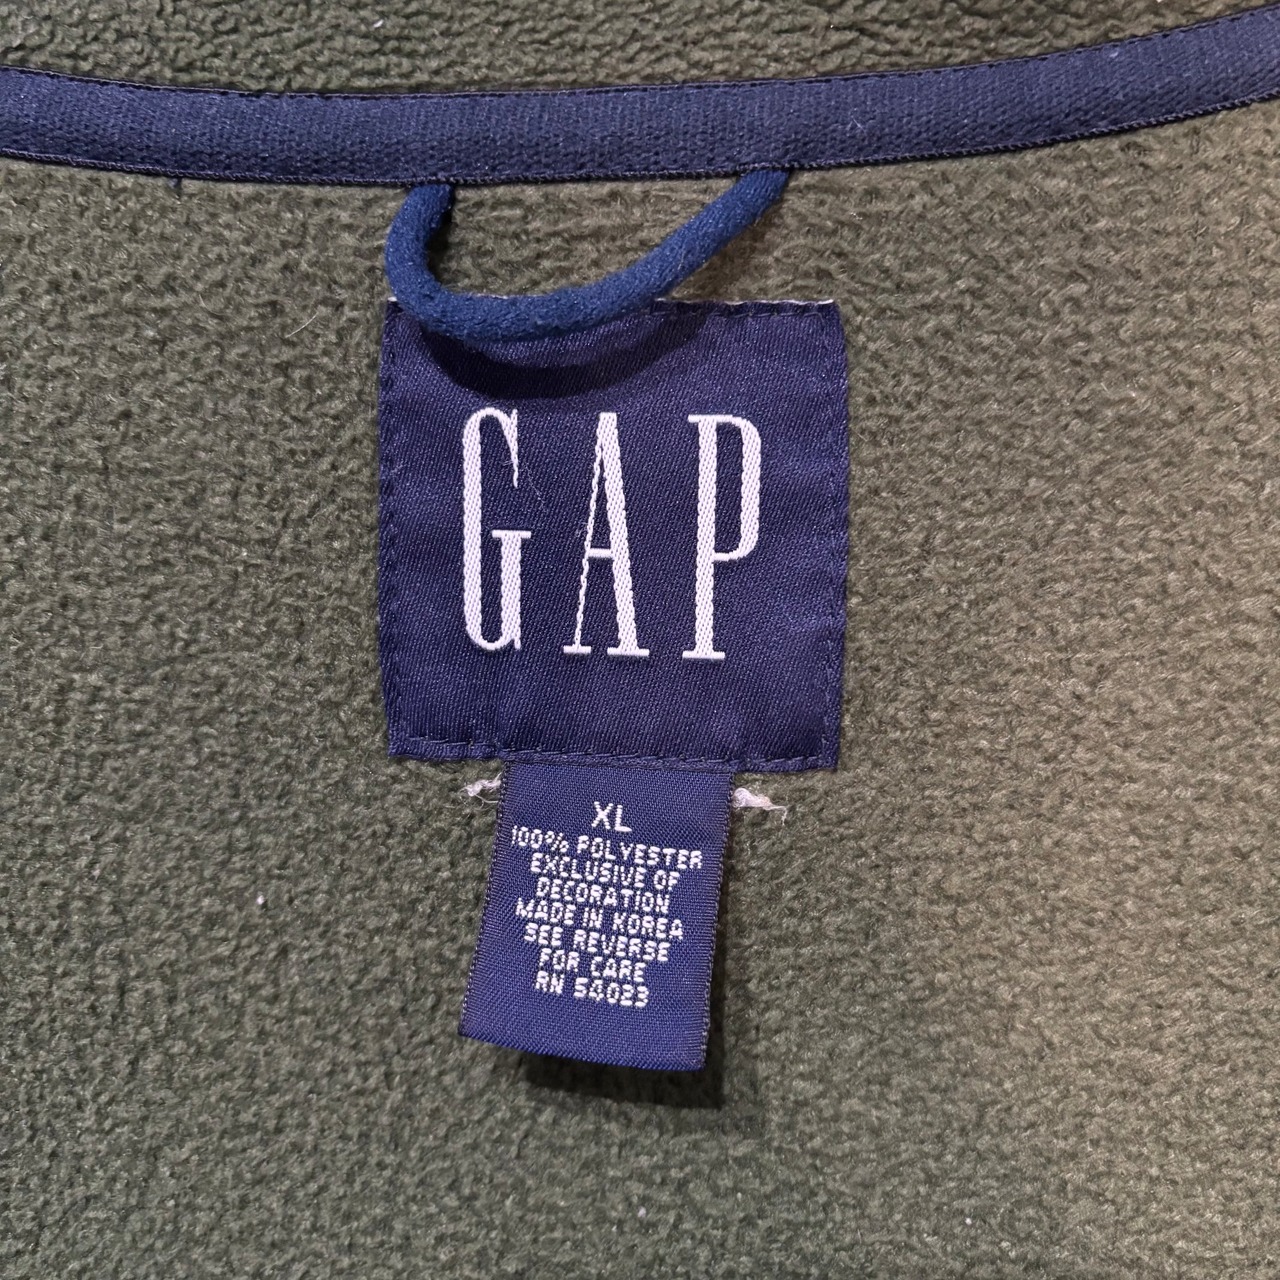 GAP
XL
100% POLYESTER
EXCLUSIVE OF
DECORATION
MADE IN KOREA
SEE REVERSE
FOR CARE
RN 54023